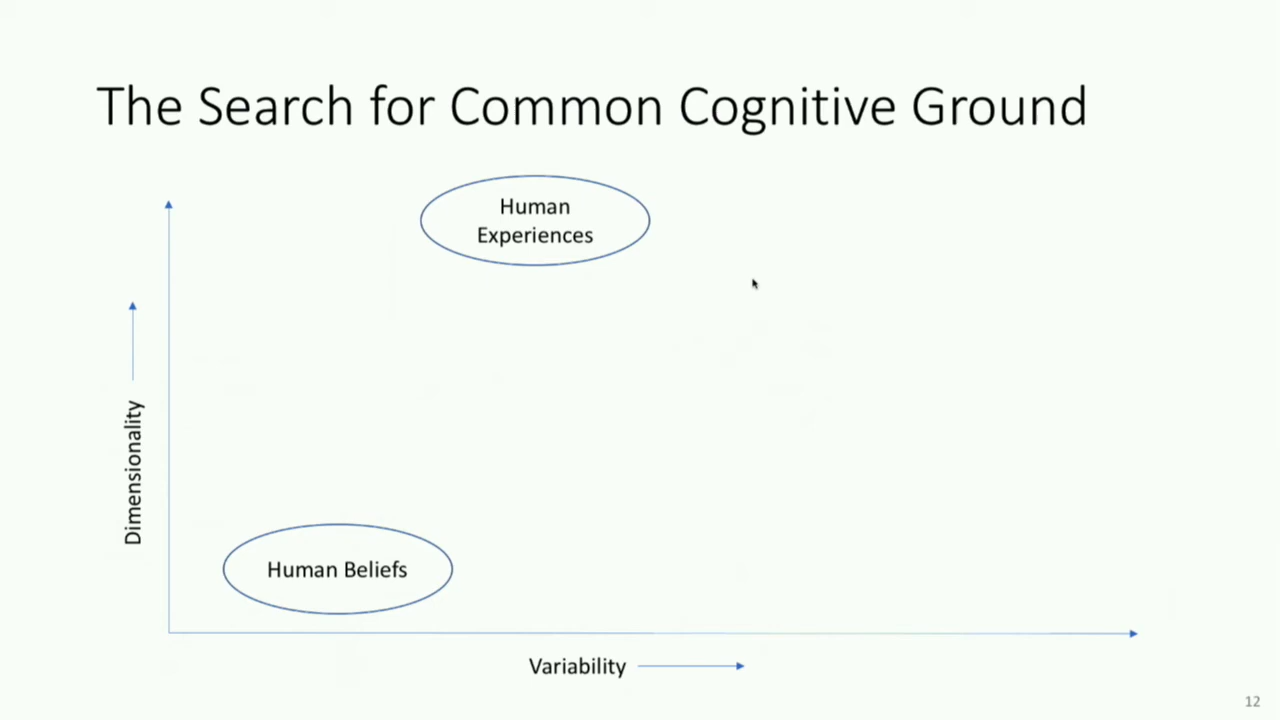 The Search for Common Cognitive Ground
Human
Experiences
Dimensionality
Human Beliefs
Variability
12